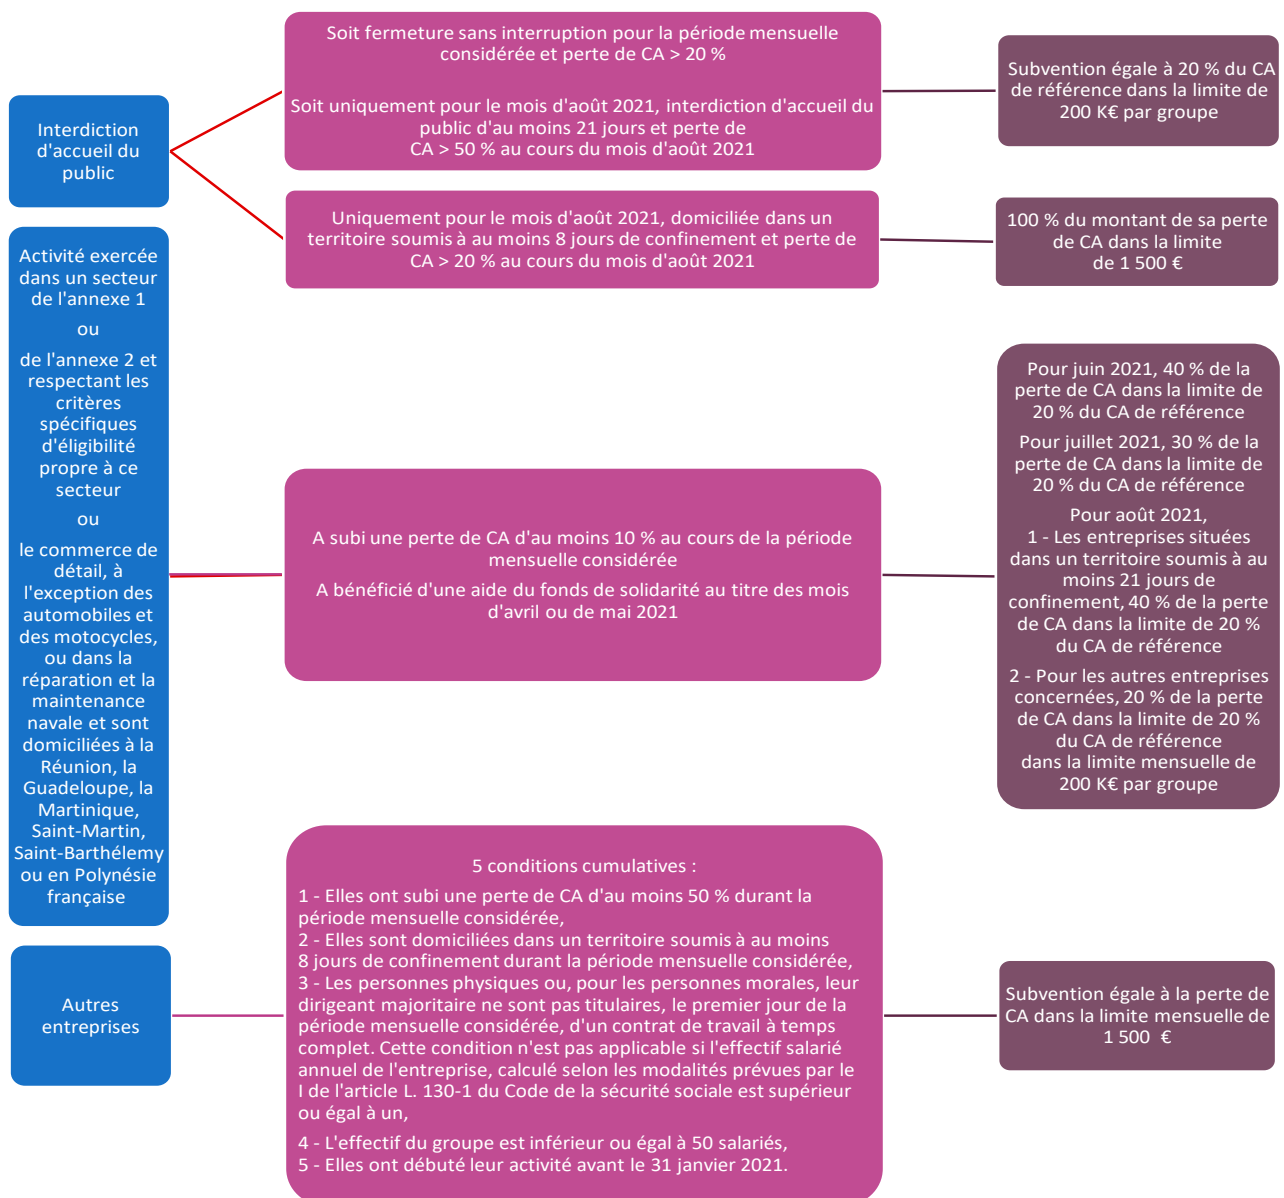 Interdiction
d'accueil du
public
Soit fermeture sans interruption pour la période mensuelle
considérée et perte de CA > 20 %
Soit uniquement pour le mois d'août 2021, interdiction d'accueil du
public d'au moins 21 jours et perte de
CA > 50 % au cours du mois d'août 2021
Subvention égale à 20 % du CA
de référence dans la limite de
200 K€ par groupe
Uniquement pour le mois d'août 2021, domiciliée dans un
territoire soumis à au moins 8 jours de confinement et perte de
CA > 20 % au cours du mois d'août 2021
100 % du montant de sa perte
de CA dans la limite
de 1 500 €
Activité exercée
dans un secteur
de l'annexe 1
ou
de l'annexe 2 et
respectant les
critères
spécifiques
d'éligibilité
propre à ce
secteur
ou
le commerce de
détail, à
l'exception des
automobiles et
des motocycles,
ou dans la
réparation et la
maintenance
navale et sont
domiciliées à la
Réunion, la
Guadeloupe, la
Martinique,
Saint-Martin,
Saint-Barthélemy
ou en Polynésie
française
A subi une perte de CA d'au moins 10 % au cours de la période
mensuelle considérée
A bénéficié d'une aide du fonds de solidarité au titre des mois
d'avril ou de mai 2021
Pour juin 2021, 40 % de la
perte de CA dans la limite de
20 % du CA de référence
Pour juillet 2021, 30 % de la
perte de CA dans la limite de
20 % du CA de référence
Pour août 2021,
1 - Les entreprises situées
dans un territoire soumis à au
moins 21 jours de
confinement, 40 % de la perte
de CA dans la limite de 20 %
du CA de référence
2 - Pour les autres entreprises
concernées, 20 % de la perte
de CA dans la limite de 20 %
du CA de référence
dans la limite mensuelle de
200 K€ par groupe
Autres
entreprises
5 conditions cumulatives :
1 - Elles ont subi une perte de CA d'au moins 50 % durant la
période mensuelle considérée,
2 - Elles sont domiciliées dans un territoire soumis à au moins
8 jours de confinement durant la période mensuelle considérée,
3 - Les personnes physiques ou, pour les personnes morales, leur
dirigeant majoritaire ne sont pas titulaires, le premier jour de la
période mensuelle considérée, d'un contrat de travail à temps
complet. Cette condition n'est pas applicable si l'effectif salarié
annuel de l'entreprise, calculé selon les modalités prévues par le
I de l'article L. 130-1 du Code de la sécurité sociale est supérieur
ou égal à un,
4 - L'effectif du groupe est inférieur ou égal à 50 salariés,
5 - Elles ont débuté leur activité avant le 31 janvier 2021.
Subvention égale à la perte de
CA dans la limite mensuelle de
1 500 €